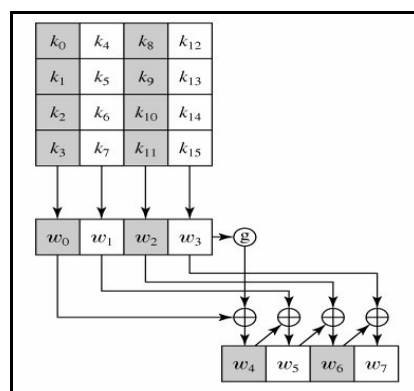 k₀ k₄ k₈ k₁₂
k₁ k₅ k₉ k₁₃
k₂ k₆ k₁₀ k₁₄
k₃ k₇ k₁₁ k₁₅
w₀ w₁ w₂ w₃ g
w₄ w₅ w₆ w₇